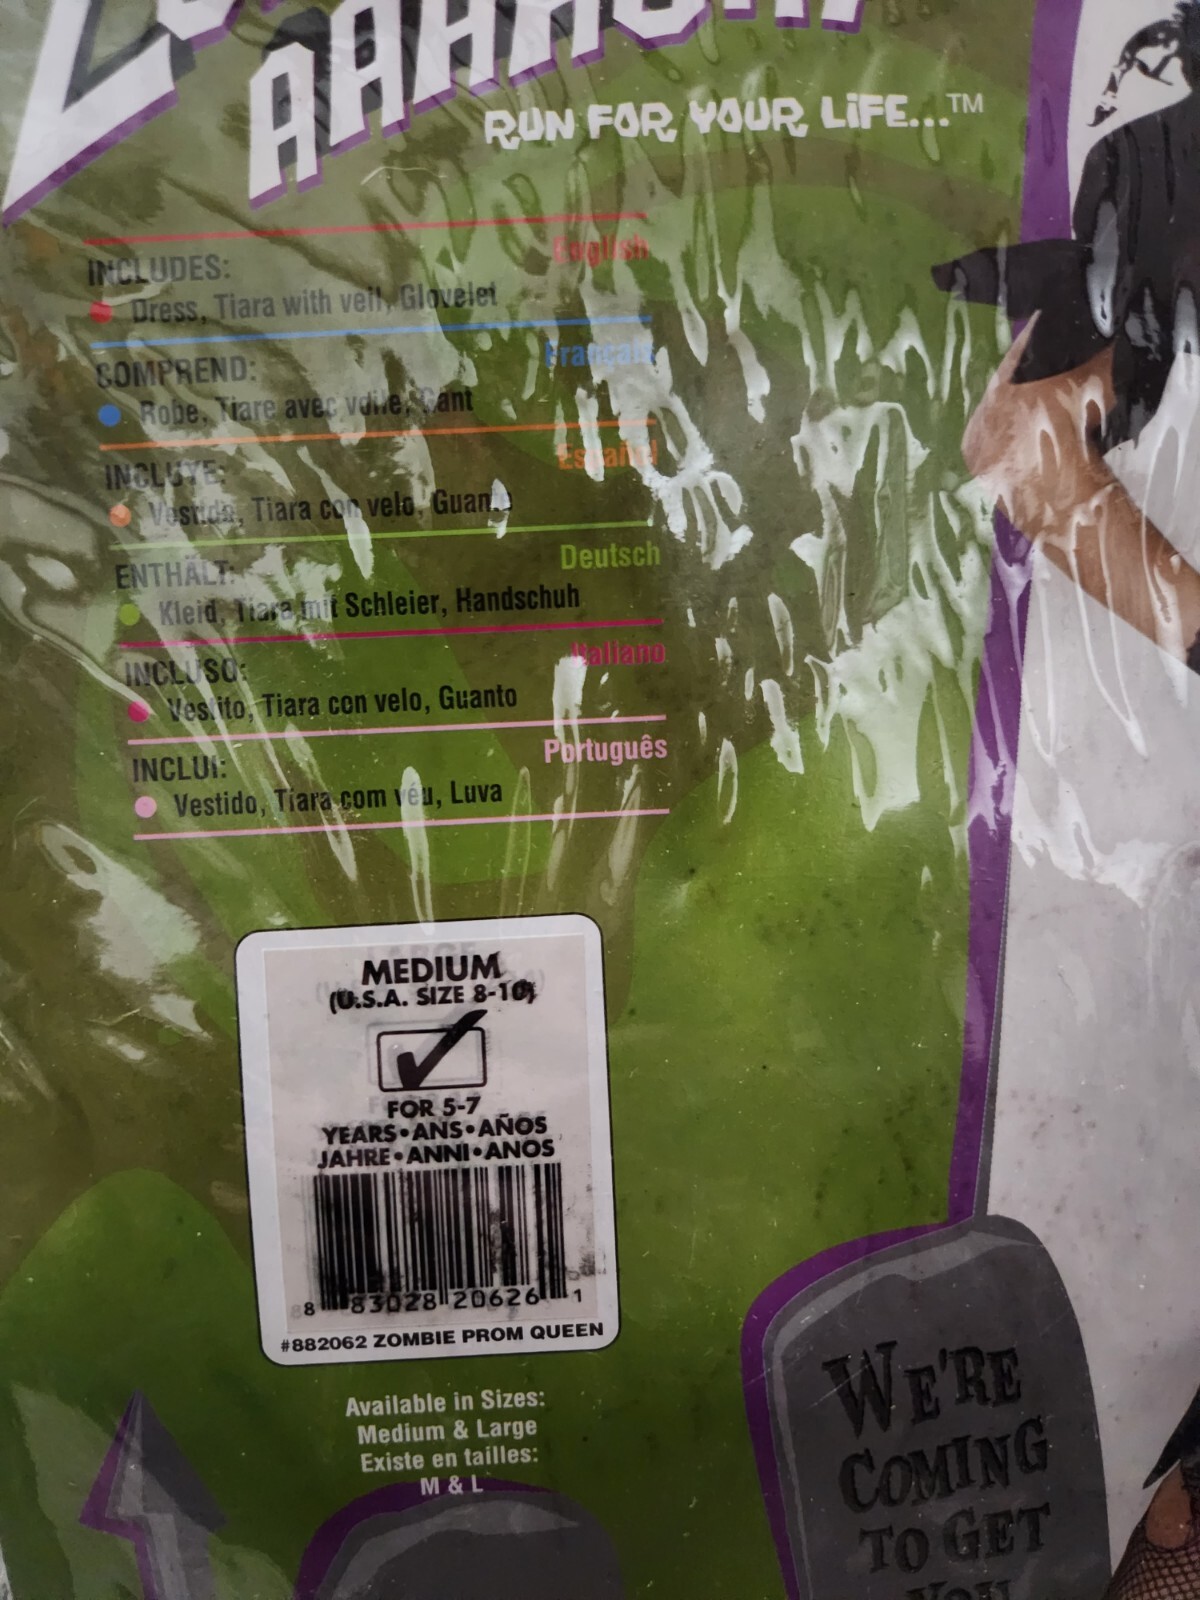 RUN FOR YOUR LIFE...™
English
INCLUDES:
Dress, Tiara with veil, Glovelet
Français
COMPREND:
Robe, Tiare avec voile, Gant
Español
INCLUYE:
Vestido, Tiara con velo, Guante
Deutsch
ENTHÄLT:
Kleid, Tiara mit Schleier, Handschuh
Italiano
INCLUSO:
Vestito, Tiara con velo, Guanto
Português
INCLUI:
Vestido, Tiara com véu, Luva
MEDIUM
(U.S.A. SIZE 8-10)
FOR 5-7
YEARS•ANS•AÑOS
JAHRE•ANNI•ANOS
8 83028 20626 1
#882062 ZOMBIE PROM QUEEN
Available in Sizes:
Medium & Large
Existe en tailles:
M & L
WE'RE
COMING
TO GET
YOU